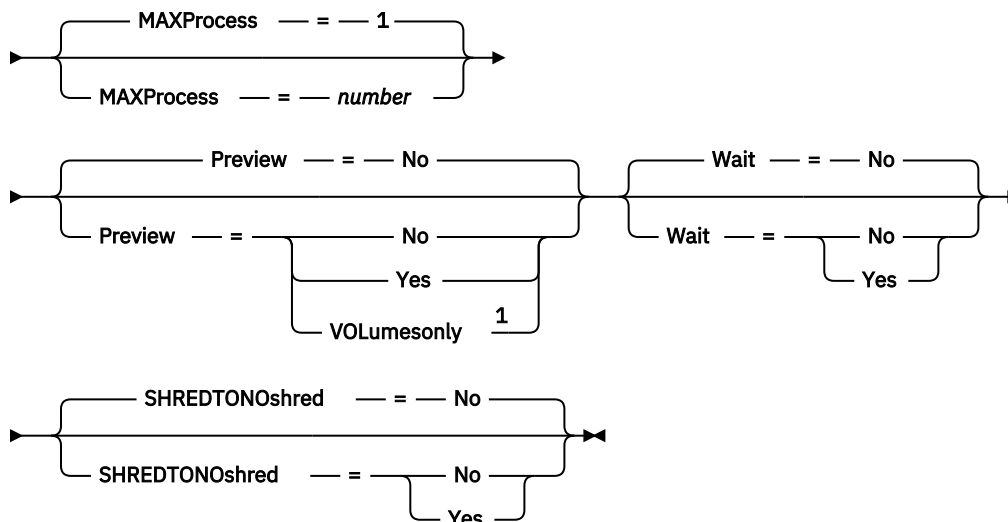 MAXProcess = 1
MAXProcess = number
Preview = No
Wait = No
Preview = No
Wait = No
Yes
Yes
VOLumesonly 1
SHREDTONOshred = No
SHREDTONOshred = No
Yes